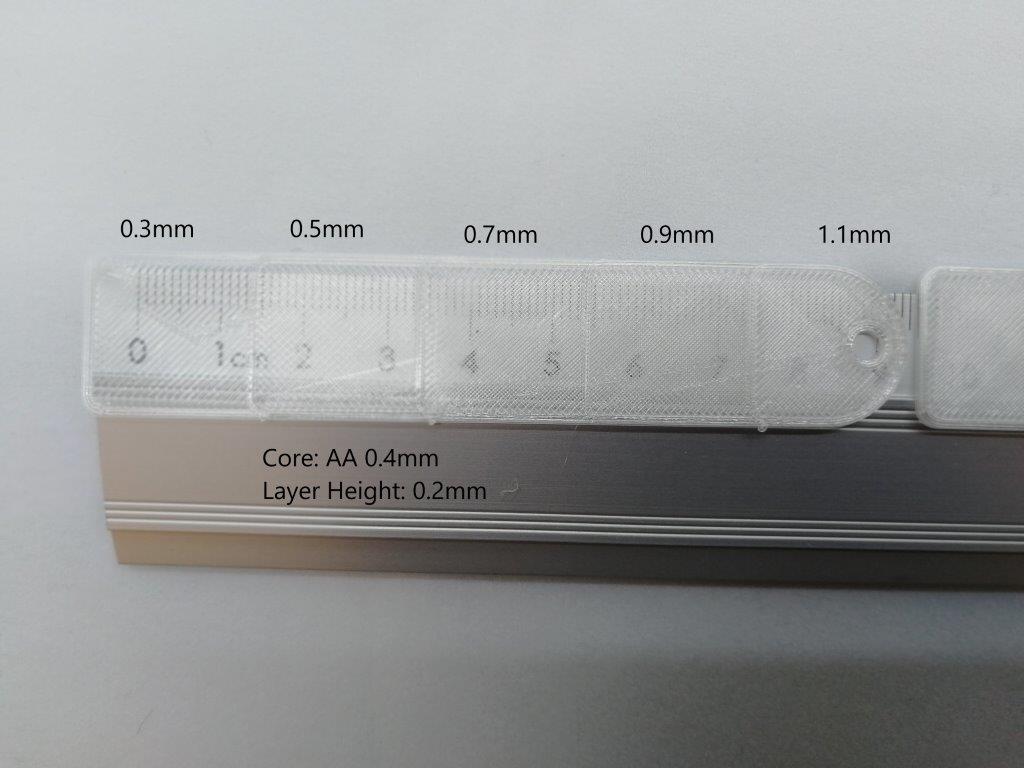 0.3mm 0.5mm 0.7mm 0.9mm 1.1mm
0 1cm 2 3 4 5 6 7 8
Core: AA 0.4mm
Layer Height: 0.2mm